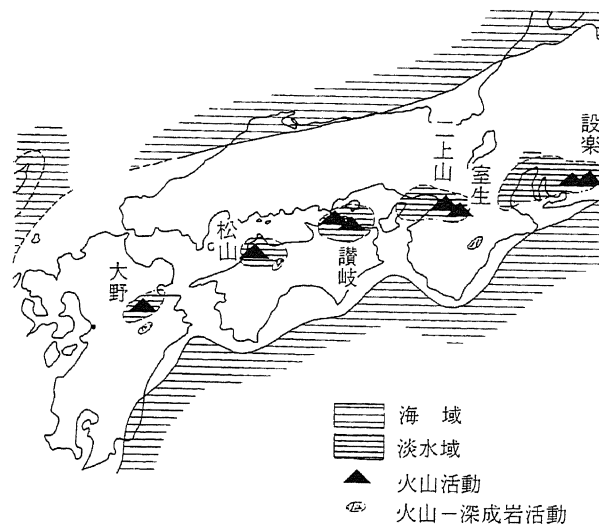 設楽
室生
二上山
讃岐
松山
大野
海 域
淡水域
火山活動
火山－深成岩活動